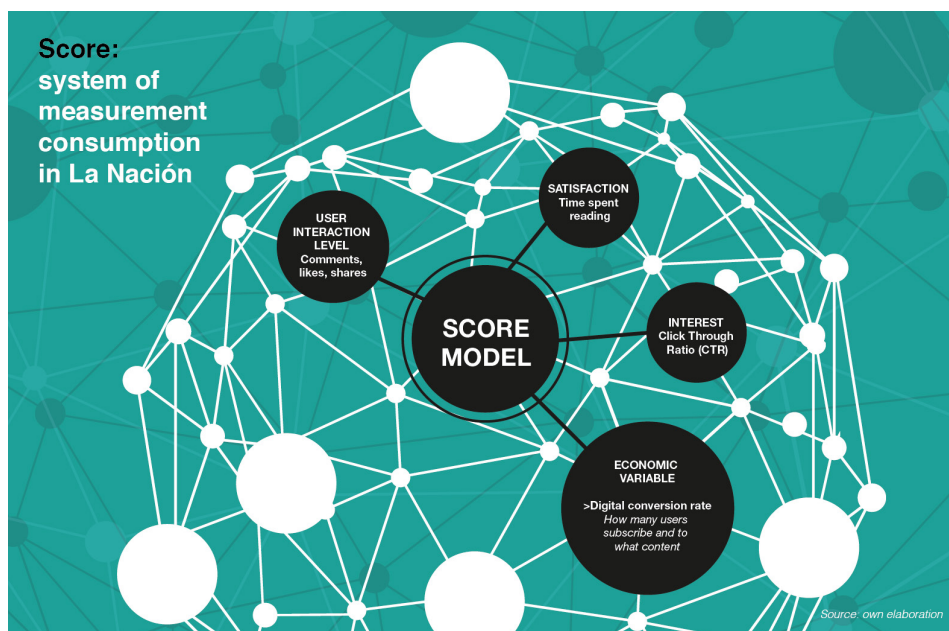 Score:
system of
measurement
consumption
in La Nación
USER
INTERACTION
LEVEL
Comments,
likes, shares
SATISFACTION
Time spent
reading
SCORE
MODEL
INTEREST
Click Through
Ratio (CTR)
ECONOMIC
VARIABLE
>Digital conversion rate
How many users
subscribe and to
what content
Source: own elaboration